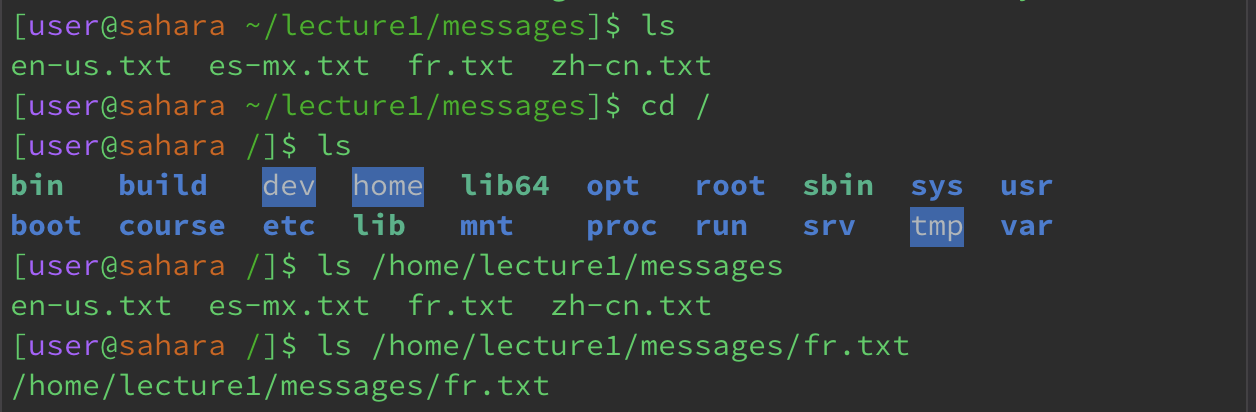 [user@sahara ~/lecture1/messages]$ ls
en-us.txt  es-mx.txt  fr.txt  zh-cn.txt
[user@sahara ~/lecture1/messages]$ cd /
[user@sahara /]$ ls
bin   build   dev  home  lib64  opt   root  sbin  sys  usr
boot  course  etc  lib   mnt    proc  run   srv   tmp  var
[user@sahara /]$ ls /home/lecture1/messages
en-us.txt  es-mx.txt  fr.txt  zh-cn.txt
[user@sahara /]$ ls /home/lecture1/messages/fr.txt
/home/lecture1/messages/fr.txt